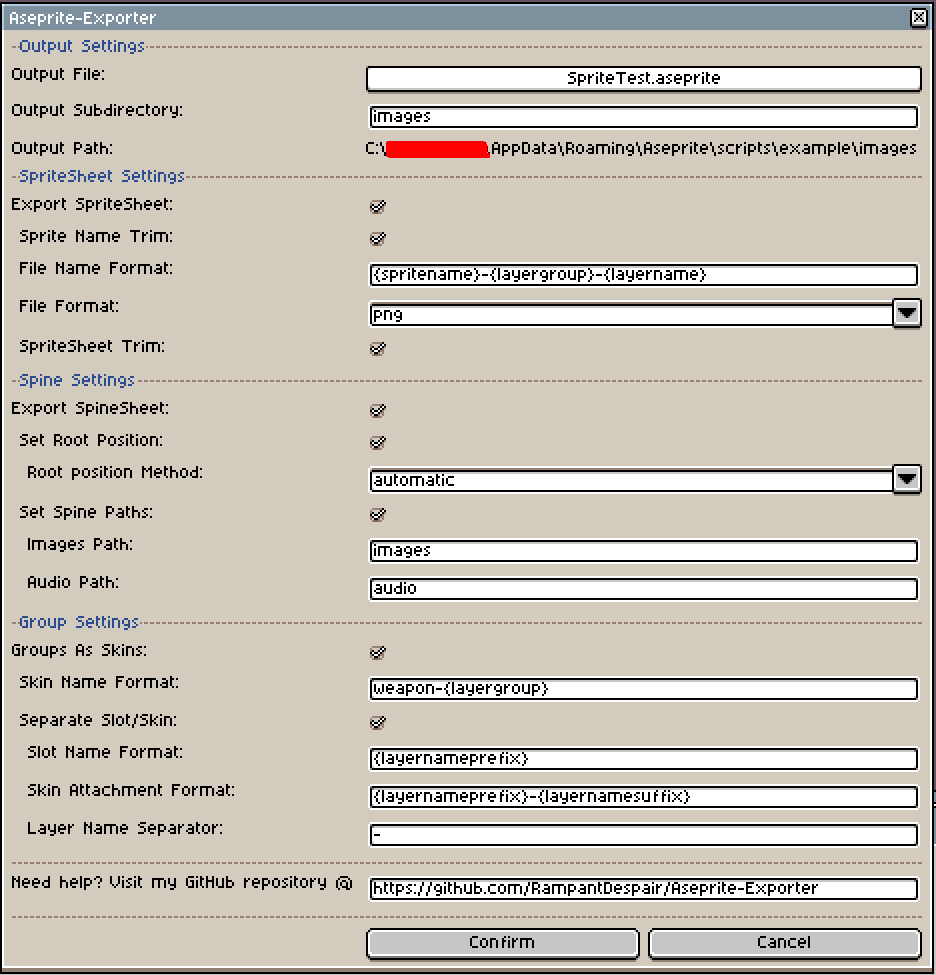 Aseprite-Exporter
Output Settings
Output File: SpriteTest.aseprite
Output Subdirectory: images
Output Path: C:\ \AppData\Roaming\Aseprite\scripts\example\images
SpriteSheet Settings
Export SpriteSheet:
Sprite Name Trim:
File Name Format: {spritename}-{layergroup}-{layername}
File Format: png
SpriteSheet Trim:
Spine Settings
Export SpineSheet:
Set Root Position:
Root position Method: automatic
Set Spine Paths:
Images Path: images
Audio Path: audio
Group Settings
Groups As Skins:
Skin Name Format: weapon-{layergroup}
Separate Slot/Skin:
Slot Name Format: {layernameprefix}
Skin Attachment Format: {layernameprefix}-{layernamesuffix}
Layer Name Separator: -
Need help? Visit my GitHub repository @ https://github.com/RampantDespair/Aseprite-Exporter
Confirm Cancel